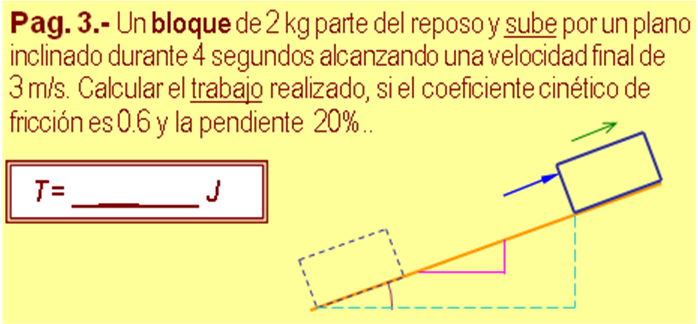 Pag. 3.- Un bloque de 2 kg parte del reposo y sube por un plano
inclinado durante 4 segundos alcanzando una velocidad final de
3 m/s. Calcular el trabajo realizado, si el coeficiente cinético de
fricción es 0.6 y la pendiente 20%..
T= ________ J